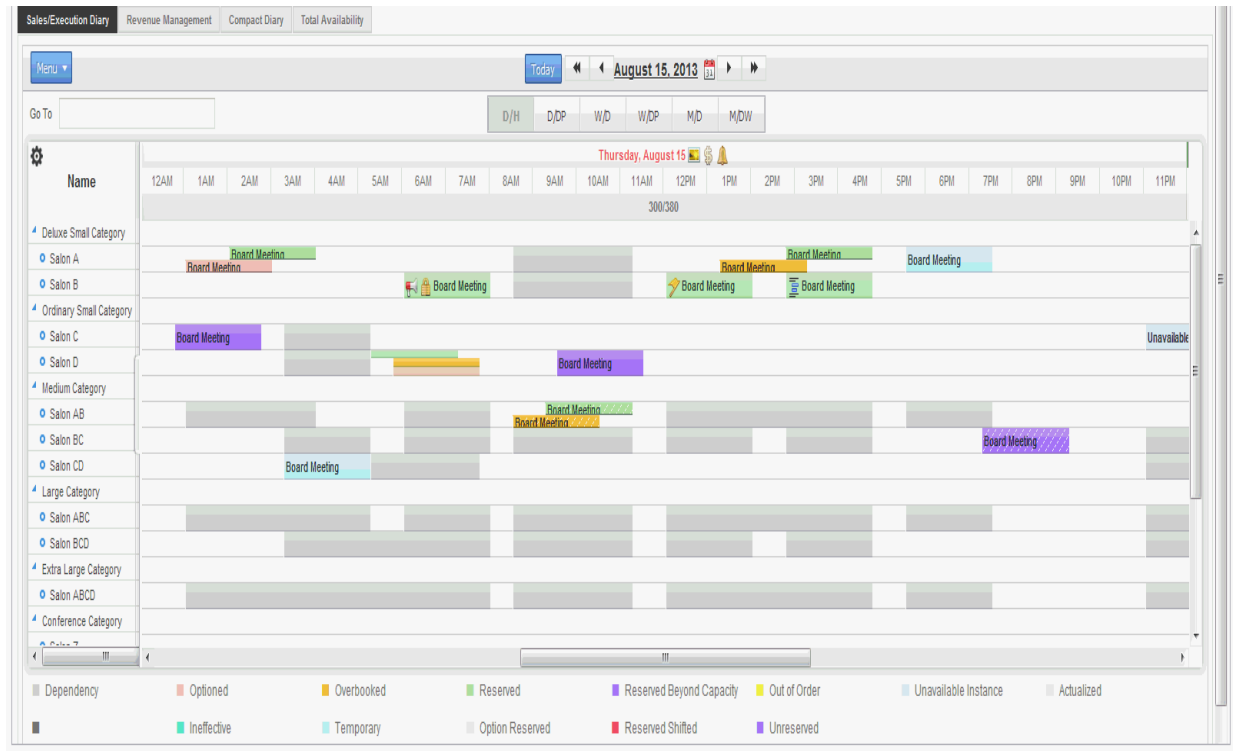 Sales/Execution Diary Revenue Management Compact Diary Total Availability
Menu Today August 15, 2013 31
Go To D/H D/DP W/D W/DP M/D M/DW
Thursday, August 15
Name 12AM 1AM 2AM 3AM 4AM 5AM 6AM 7AM 8AM 9AM 10AM 11AM 12PM 1PM 2PM 3PM 4PM 5PM 6PM 7PM 8PM 9PM 10PM 11PM
300/380
Deluxe Small Category
Board Meeting Board Meeting
Salon A Board Meeting
Board Meeting Board Meeting
Salon B Board Meeting Board Meeting Board Meeting
Ordinary Small Category
Salon C Board Meeting Unavailable
Salon D Board Meeting
Medium Category
Salon AB Board Meeting
Board Meeting
Salon BC Board Meeting
Salon CD Board Meeting
Large Category
Salon ABC
Salon BCD
Extra Large Category
Salon ABCD
Conference Category
Dependency Optioned Overbooked Reserved Reserved Beyond Capacity Out of Order Unavailable Instance Actualized
Ineffective Temporary Option Reserved Reserved Shifted Unreserved